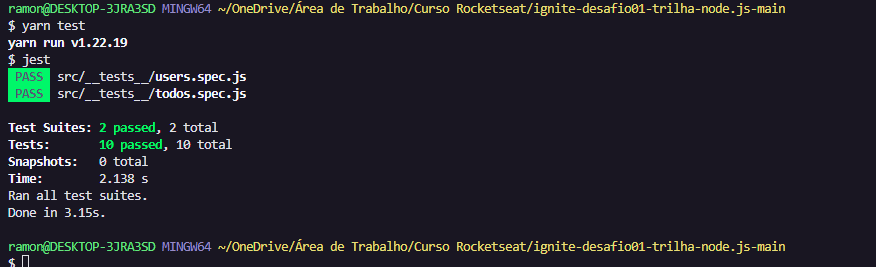 ramon@DESKTOP-3JRA3SD MINGW64 ~/OneDrive/Área de Trabalho/Curso Rocketseat/ignite-desafio01-trilha-node.js-main
$ yarn test
yarn run v1.22.19
$ jest
PASS src/__tests__/users.spec.js
PASS src/__tests__/todos.spec.js
Test Suites: 2 passed, 2 total
Tests: 10 passed, 10 total
Snapshots: 0 total
Time: 2.138 s
Ran all test suites.
Done in 3.15s.
ramon@DESKTOP-3JRA3SD MINGW64 ~/OneDrive/Área de Trabalho/Curso Rocketseat/ignite-desafio01-trilha-node.js-main
$